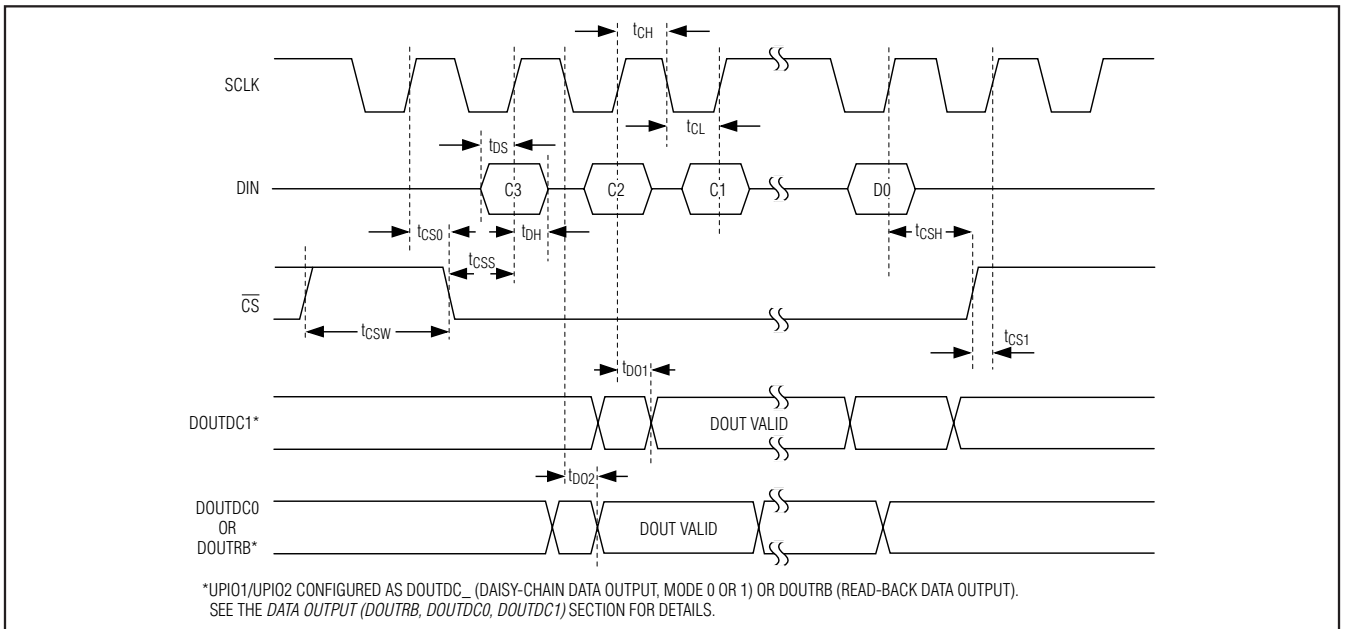 tCH
SCLK
tCL
tDS
DIN
C3
C2
C1
D0
tCS0
tDH
tCSH
tCSS
CS
tCSW
tCS1
tDO1
DOUTDC1*
DOUT VALID
tDO2
DOUTDC0
OR
DOUTRB*
DOUT VALID
*UPIO1/UPIO2 CONFIGURED AS DOUTDC_ (DAISY-CHAIN DATA OUTPUT, MODE 0 OR 1) OR DOUTRB (READ-BACK DATA OUTPUT).
SEE THE DATA OUTPUT (DOUTRB, DOUTDC0, DOUTDC1) SECTION FOR DETAILS.